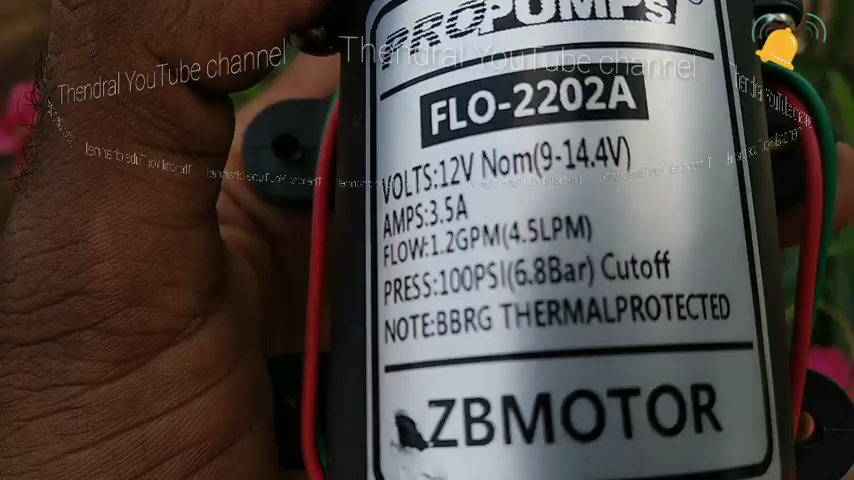 PROPUMPs
Thendral YouTube channel
Thendral YouTube channel
FLO-2202A
VOLTS:12V Nom(9-14.4V)
AMPS:3.5A
FLOW:1.2GPM(4.5LPM)
PRESS:100PSI(6.8Bar) Cutoff
NOTE:BBRG THERMALPROTECTED
ZBMOTOR